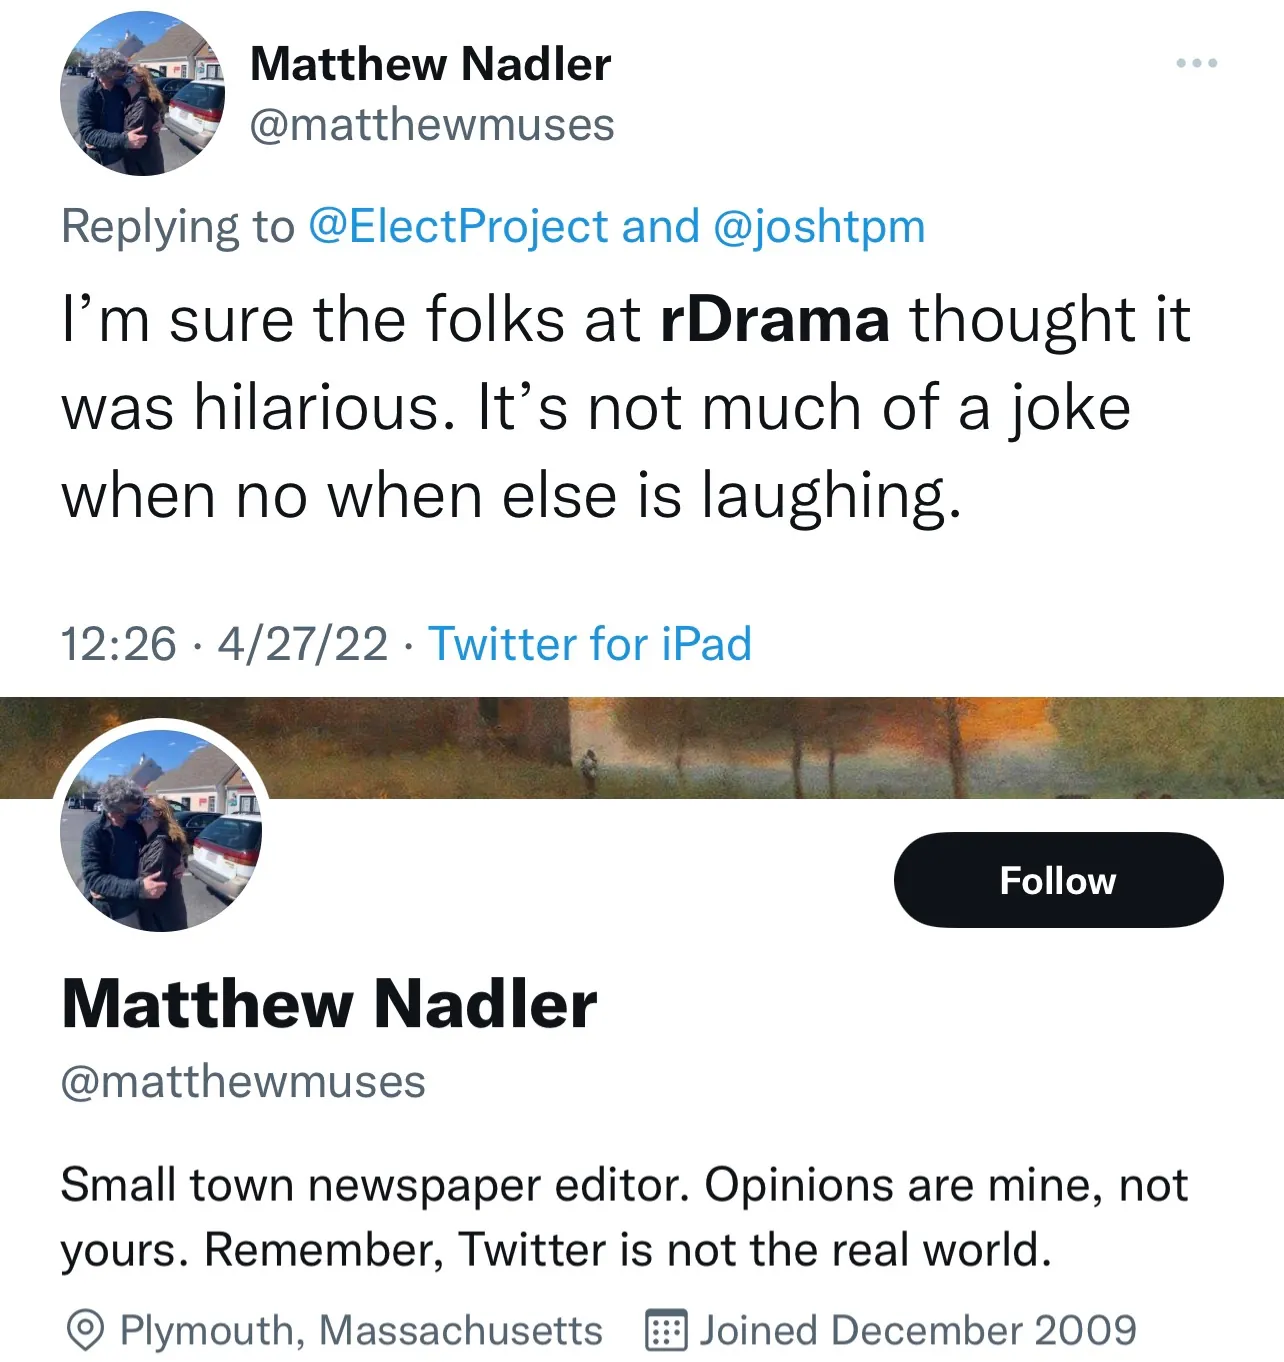 Matthew Nadler
@matthewmuses
Replying to @ElectProject and @joshtpm
I’m sure the folks at rDrama thought it
was hilarious. It’s not much of a joke
when no when else is laughing.
12:26 · 4/27/22 · Twitter for iPad
Follow
Matthew Nadler
@matthewmuses
Small town newspaper editor. Opinions are mine, not
yours. Remember, Twitter is not the real world.
Plymouth, Massachusetts Joined December 2009